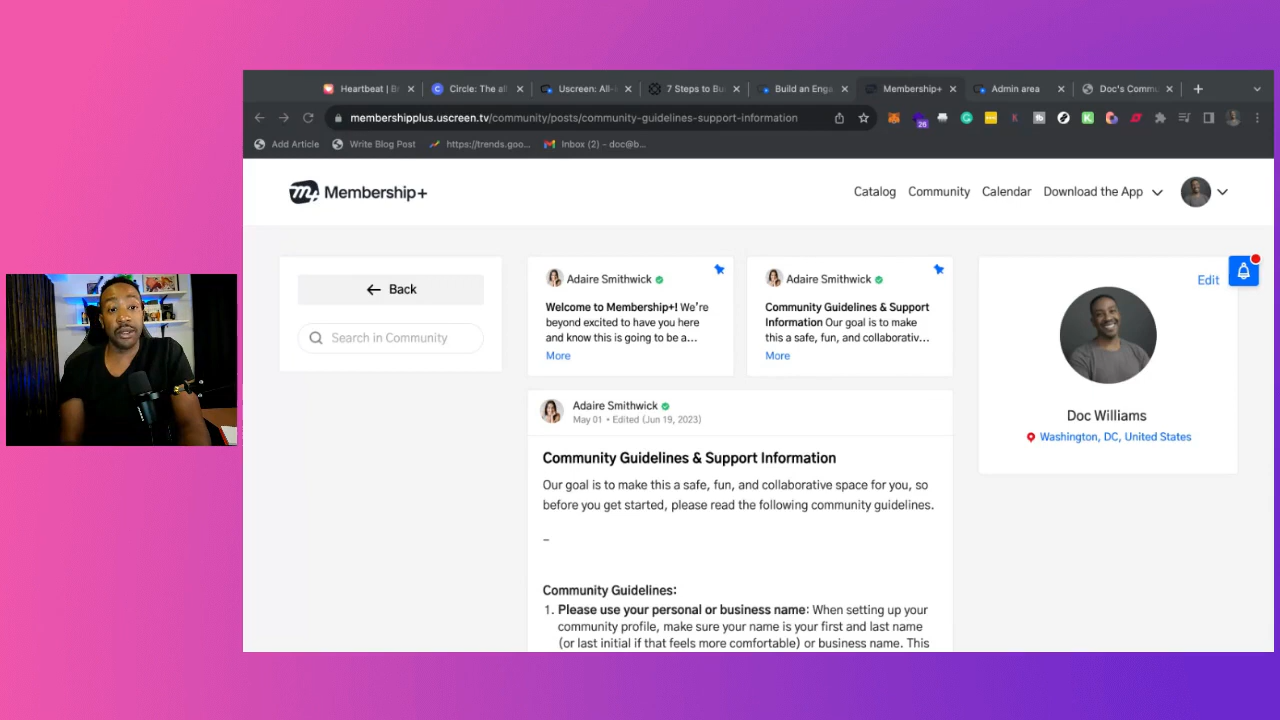 Heartbeat | Br
Circle: The all
Uscreen: All-i
7 Steps to Bui
Build an Enga
Membership+
Admin area
Doc's Commu
membershipplus.uscreen.tv/community/posts/community-guidelines-support-information
26
Add Article
Write Blog Post
https://trends.goo...
Inbox (2) – doc@b...
m+ Membership+
Catalog
Community
Calendar
Download the App
Back
Search in Community
Adaire Smithwick
Welcome to Membership+! We're
beyond excited to have you here
and know this is going to be a...
More
Adaire Smithwick
Community Guidelines & Support
Information Our goal is to make
this a safe, fun, and collaborativ...
More
Edit
Doc Williams
Washington, DC, United States
Adaire Smithwick
May 01 • Edited (Jun 19, 2023)
Community Guidelines & Support Information
Our goal is to make this a safe, fun, and collaborative space for you, so
before you get started, please read the following community guidelines.
–
Community Guidelines:
1. Please use your personal or business name: When setting up your
community profile, make sure your name is your first and last name
(or last initial if that feels more comfortable) or business name. This